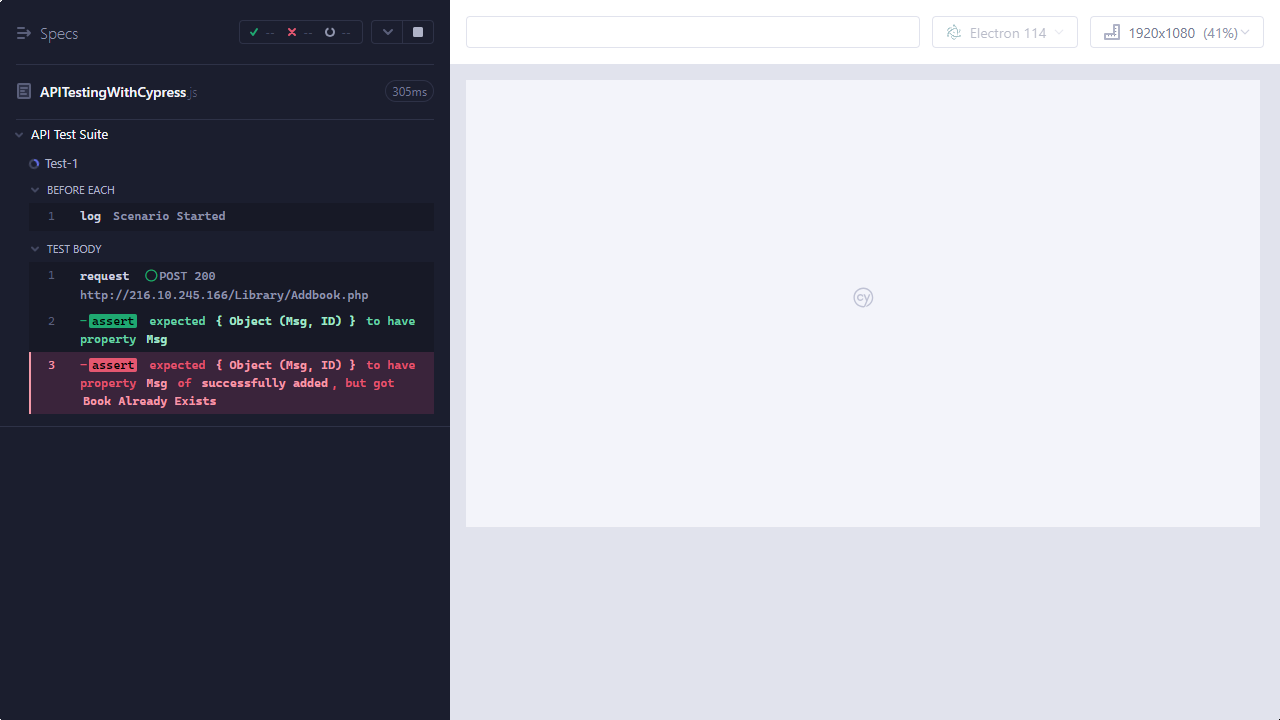 Specs
-- -- --
Electron 114
1920x1080 (41%)
APITestingWithCypress.js
305ms
API Test Suite
Test-1
BEFORE EACH
1 log Scenario Started
TEST BODY
1 request POST 200
http://216.10.245.166/Library/Addbook.php
2 -assert expected { Object (Msg, ID) } to have
property Msg
3 -assert expected { Object (Msg, ID) } to have
property Msg of successfully added, but got
Book Already Exists
cy